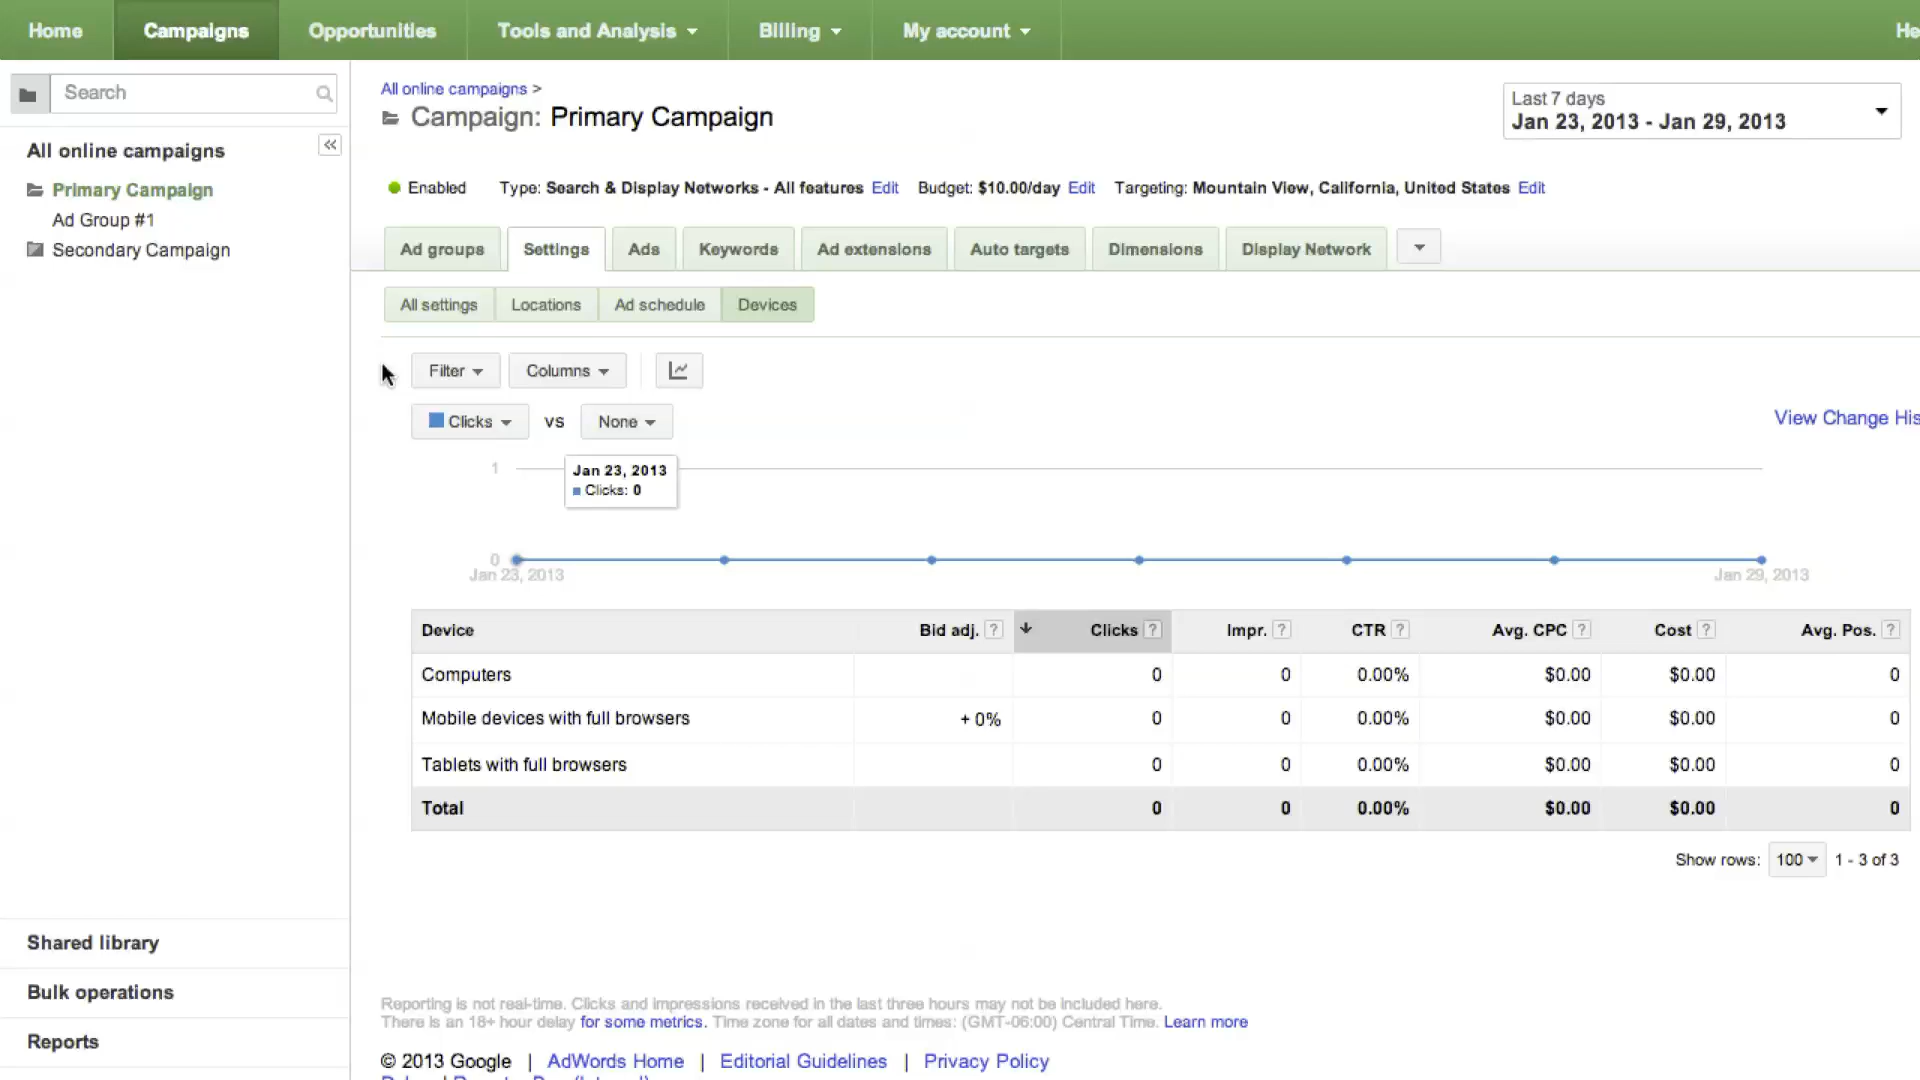 Home Campaigns Opportunities Tools and Analysis Billing My account He
Search
All online campaigns
Primary Campaign
Ad Group #1
Secondary Campaign
Shared library
Bulk operations
Reports
All online campaigns >
Campaign: Primary Campaign
Last 7 days
Jan 23, 2013 - Jan 29, 2013
Enabled Type: Search & Display Networks - All features Edit Budget: $10.00/day Edit Targeting: Mountain View, California, United States Edit
Ad groups Settings Ads Keywords Ad extensions Auto targets Dimensions Display Network
All settings Locations Ad schedule Devices
Filter Columns
Clicks vs None
View Change His
1
Jan 23, 2013
Clicks: 0
0
Jan 23, 2013 Jan 29, 2013
Device Bid adj. ? Clicks ? Impr. ? CTR ? Avg. CPC ? Cost ? Avg. Pos. ?
Computers 0 0 0.00% $0.00 $0.00 0
Mobile devices with full browsers + 0% 0 0 0.00% $0.00 $0.00 0
Tablets with full browsers 0 0 0.00% $0.00 $0.00 0
Total 0 0 0.00% $0.00 $0.00 0
Show rows: 100 1 - 3 of 3
Reporting is not real-time. Clicks and impressions received in the last three hours may not be included here.
There is an 18+ hour delay for some metrics. Time zone for all dates and times: (GMT-06:00) Central Time. Learn more
© 2013 Google | AdWords Home | Editorial Guidelines | Privacy Policy